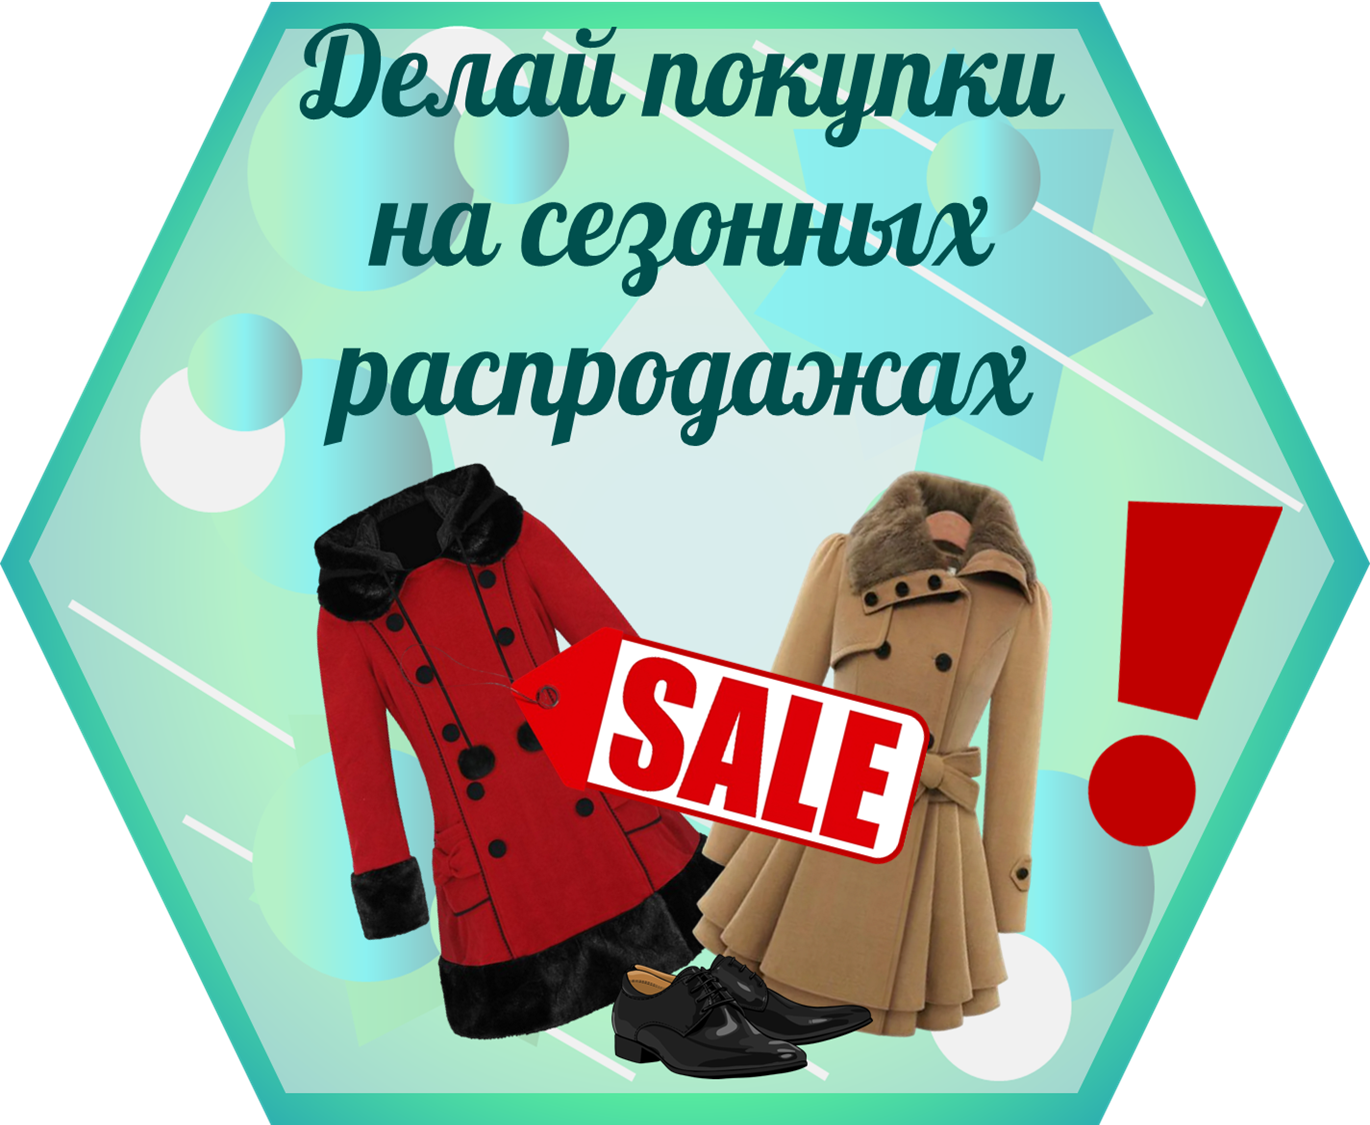 Делай покупки
на сезонных
распродажах
SALE
!